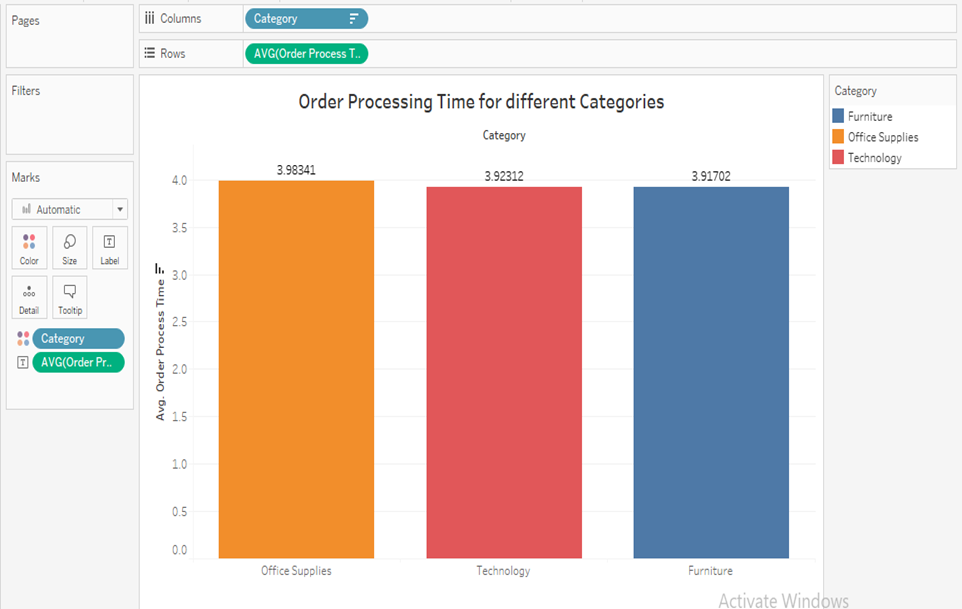 Pages
Columns
Category
Rows
AVG(Order Process T..
Filters
Marks
Automatic
Color
Size
Label
Detail
Tooltip
Category
AVG(Order Pr..
Order Processing Time for different Categories
Category
3.98341
3.92312
3.91702
Avg. Order Process Time
4.0
3.5
3.0
2.5
2.0
1.5
1.0
0.5
0.0
Office Supplies
Technology
Furniture
Category
Furniture
Office Supplies
Technology
Activate Windows